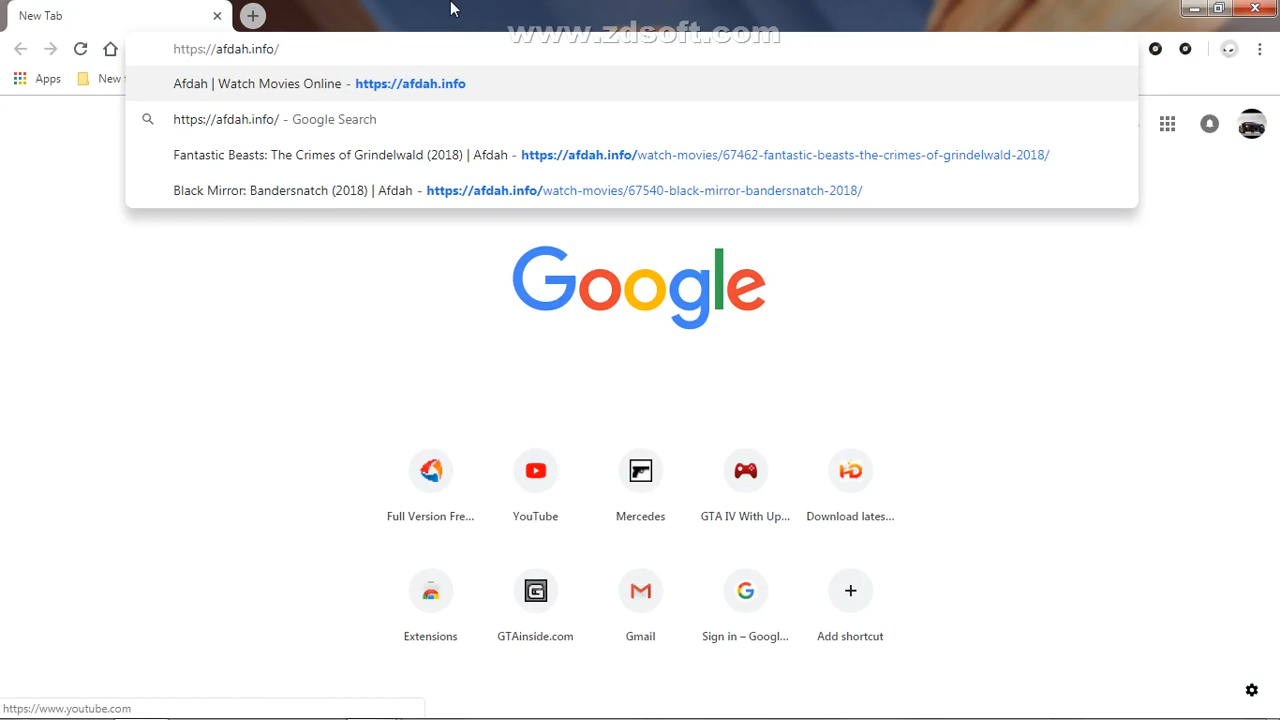 New Tab
www.zdsoft.com
https://afdah.info/
Apps
New
Afdah | Watch Movies Online - https://afdah.info
https://afdah.info/ - Google Search
Fantastic Beasts: The Crimes of Grindelwald (2018) | Afdah - https://afdah.info/watch-movies/67462-fantastic-beasts-the-crimes-of-grindelwald-2018/
Black Mirror: Bandersnatch (2018) | Afdah - https://afdah.info/watch-movies/67540-black-mirror-bandersnatch-2018/
Google
HD
Full Version Fre...
YouTube
Mercedes
GTA IV With Up...
Download lates...
Extensions
GTAinside.com
Gmail
Sign in – Googl...
Add shortcut
https://www.youtube.com